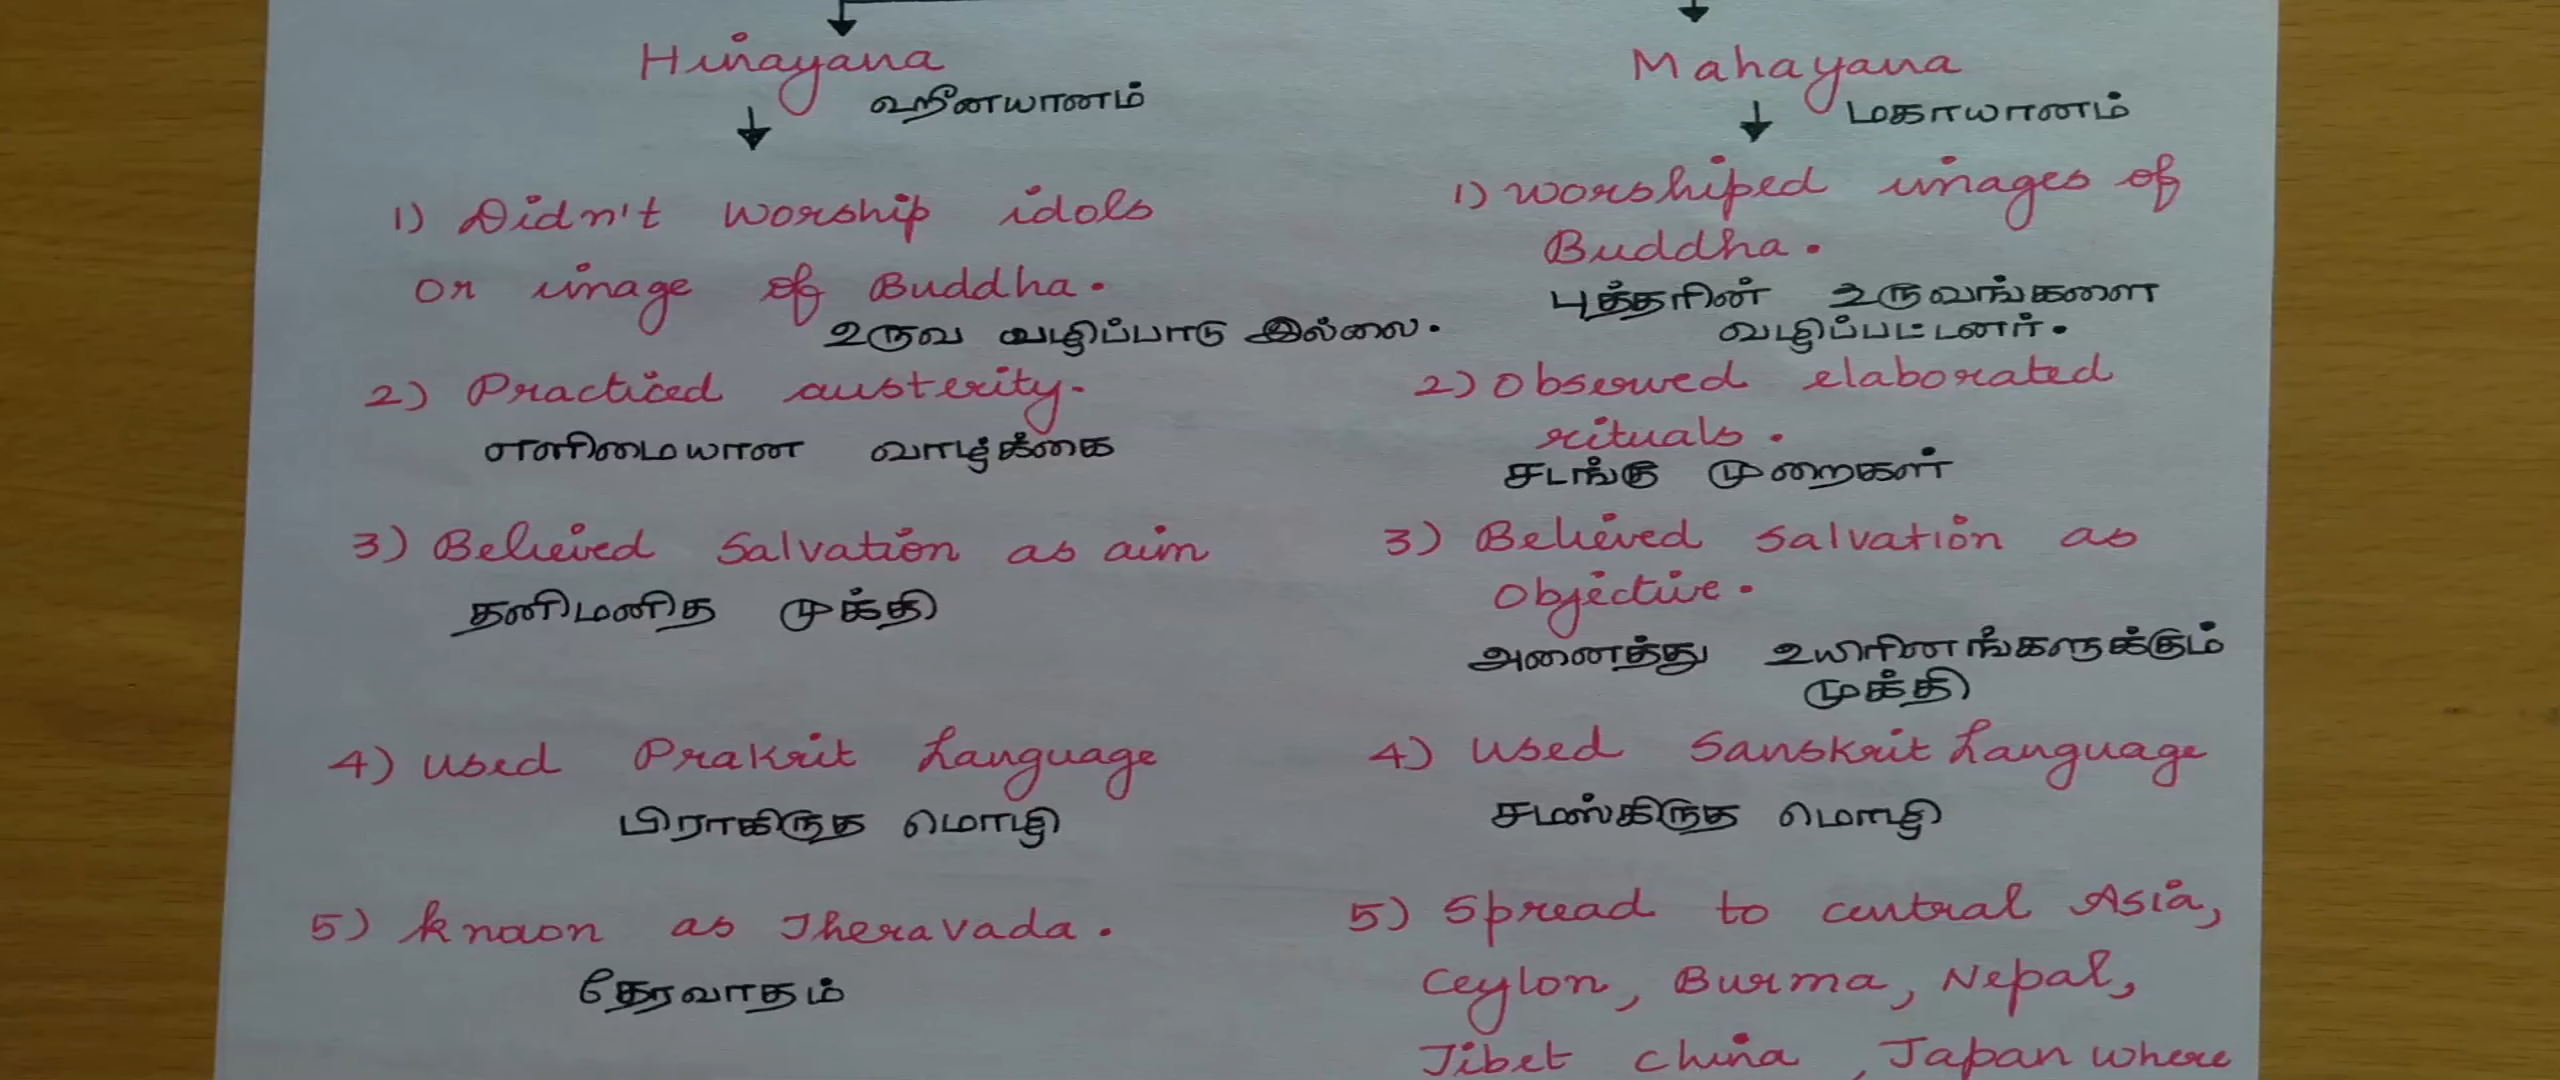 Hinayana
ஹீனயானம்
1) Didn't worship idols
or image of Buddha.
உருவ வழிப்பாடு இல்லை.
2) Practiced austerity.
எளிமையான வாழ்க்கை
3) Believed Salvation as aim
தனிமனித முக்தி
4) Used Prakrit Language
பிராகிருத மொழி
5) Known as Theravada.
தேரவாதம்
Mahayana
மகாயானம்
1) Worshiped images of
Buddha.
புத்தரின் உருவங்களை
வழிப்பட்டனர்.
2) Observed elaborated
rituals.
சடங்கு முறைகள்
3) Believed Salvation as
Objective.
அனைத்து உயிரினங்களுக்கும்
முக்தி
4) Used Sanskrit Language
சமஸ்கிருத மொழி
5) Spread to central Asia,
Ceylon, Burma, Nepal,
Tibet China, Japan where